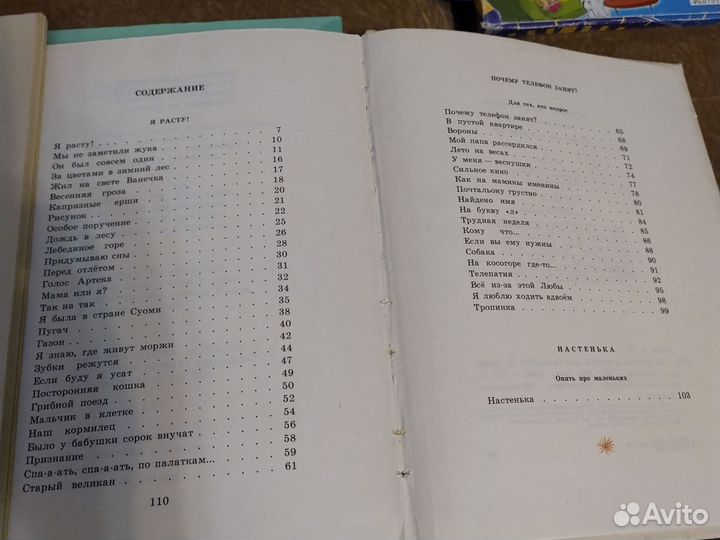 СОДЕРЖАНИЕ
Я РАСТУ!
Я расту! . . . . . . . . . . 7
Мы не заметили жука . . . . . . 10
Он был совсем один . . . . . . 11
За цветами в зимний лес . . . . . 16
Жил на свете Ванечка . . . . . . 17
Весенняя гроза . . . . . . . . 18
Капризные ерши . . . . . . . . 20
Рисунок . . . . . . . . . . 21
Особое поручение . . . . . . . 22
Дождь в лесу . . . . . . . . 25
Лебединое горе . . . . . . . . 26
Придумываю сны . . . . . . . . 28
Перед отлётом . . . . . . . . 30
Голос Артека . . . . . . . . 31
Мама или я? . . . . . . . . . 32
Так на так . . . . . . . . . 34
Я была в стране Суоми . . . . . . 35
Пугач . . . . . . . . . . . 38
Газон . . . . . . . . . . . 40
Я знаю, где живут моржи . . . . . 42
Зубки режутся . . . . . . . . 44
Если буду я усат . . . . . . . 47
Посторонняя кошка . . . . . . . 49
Грибной поезд . . . . . . . . 50
Мальчик в клетке . . . . . . . 52
Наш кормилец . . . . . . . . 54
Было у бабушки сорок внучат . . . . 56
Признание . . . . . . . . . 58
Спа-а-ать, спа-а-ать, по палаткам... . . . 59
Старый великан . . . . . . . . 61
110
ПОЧЕМУ ТЕЛЕФОН ЗАНЯТ?
Для тех, кто взрослее
Почему телефон занят? . . . . . . 65
В пустой квартире . . . . . . . 68
Вороны . . . . . . . . . . 69
Мой папа рассердился . . . . . . 71
Лето на весах . . . . . . . . 72
У меня — веснушки . . . . . . . 74
Сильное кино . . . . . . . . 77
Как на мамины именины . . . . . . 78
Почтальону грустно . . . . . . . 80
Найдено имя . . . . . . . . . 81
На букву «л» . . . . . . . . 84
Трудная неделя . . . . . . . . 85
Кому что... . . . . . . . . . 86
Если вы ему нужны . . . . . . . 88
Собака . . . . . . . . . . 90
На косогоре где-то... . . . . . . 91
Телепатия . . . . . . . . . 92
Всё из-за этой Любы . . . . . . 95
Я люблю ходить вдвоём . . . . . . 98
Тропинка . . . . . . . . . . 99
НАСТЕНЬКА
Опять про маленьких
Настенька . . . . . . . . . 103
Avito